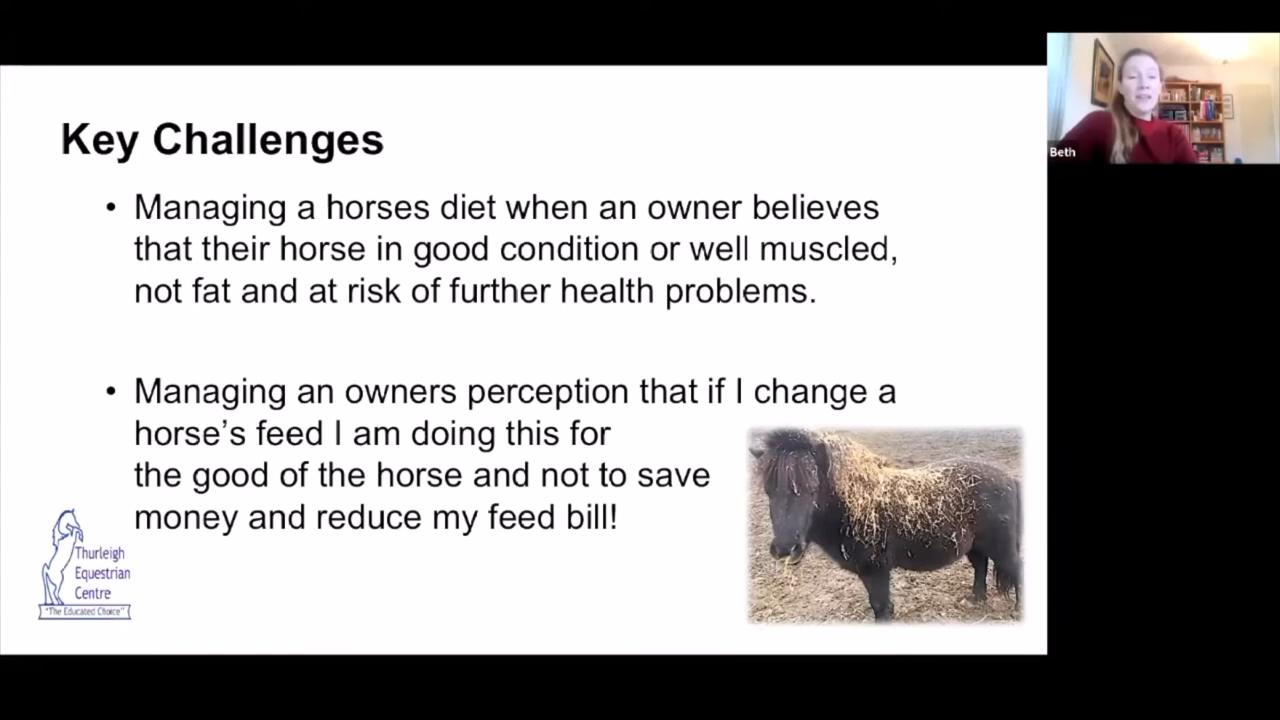 Key Challenges
• Managing a horses diet when an owner believes
that their horse in good condition or well muscled,
not fat and at risk of further health problems.
• Managing an owners perception that if I change a
horse's feed I am doing this for
the good of the horse and not to save
money and reduce my feed bill!
Thurleigh
Equestrian
Centre
"The Educated Choice"
Beth